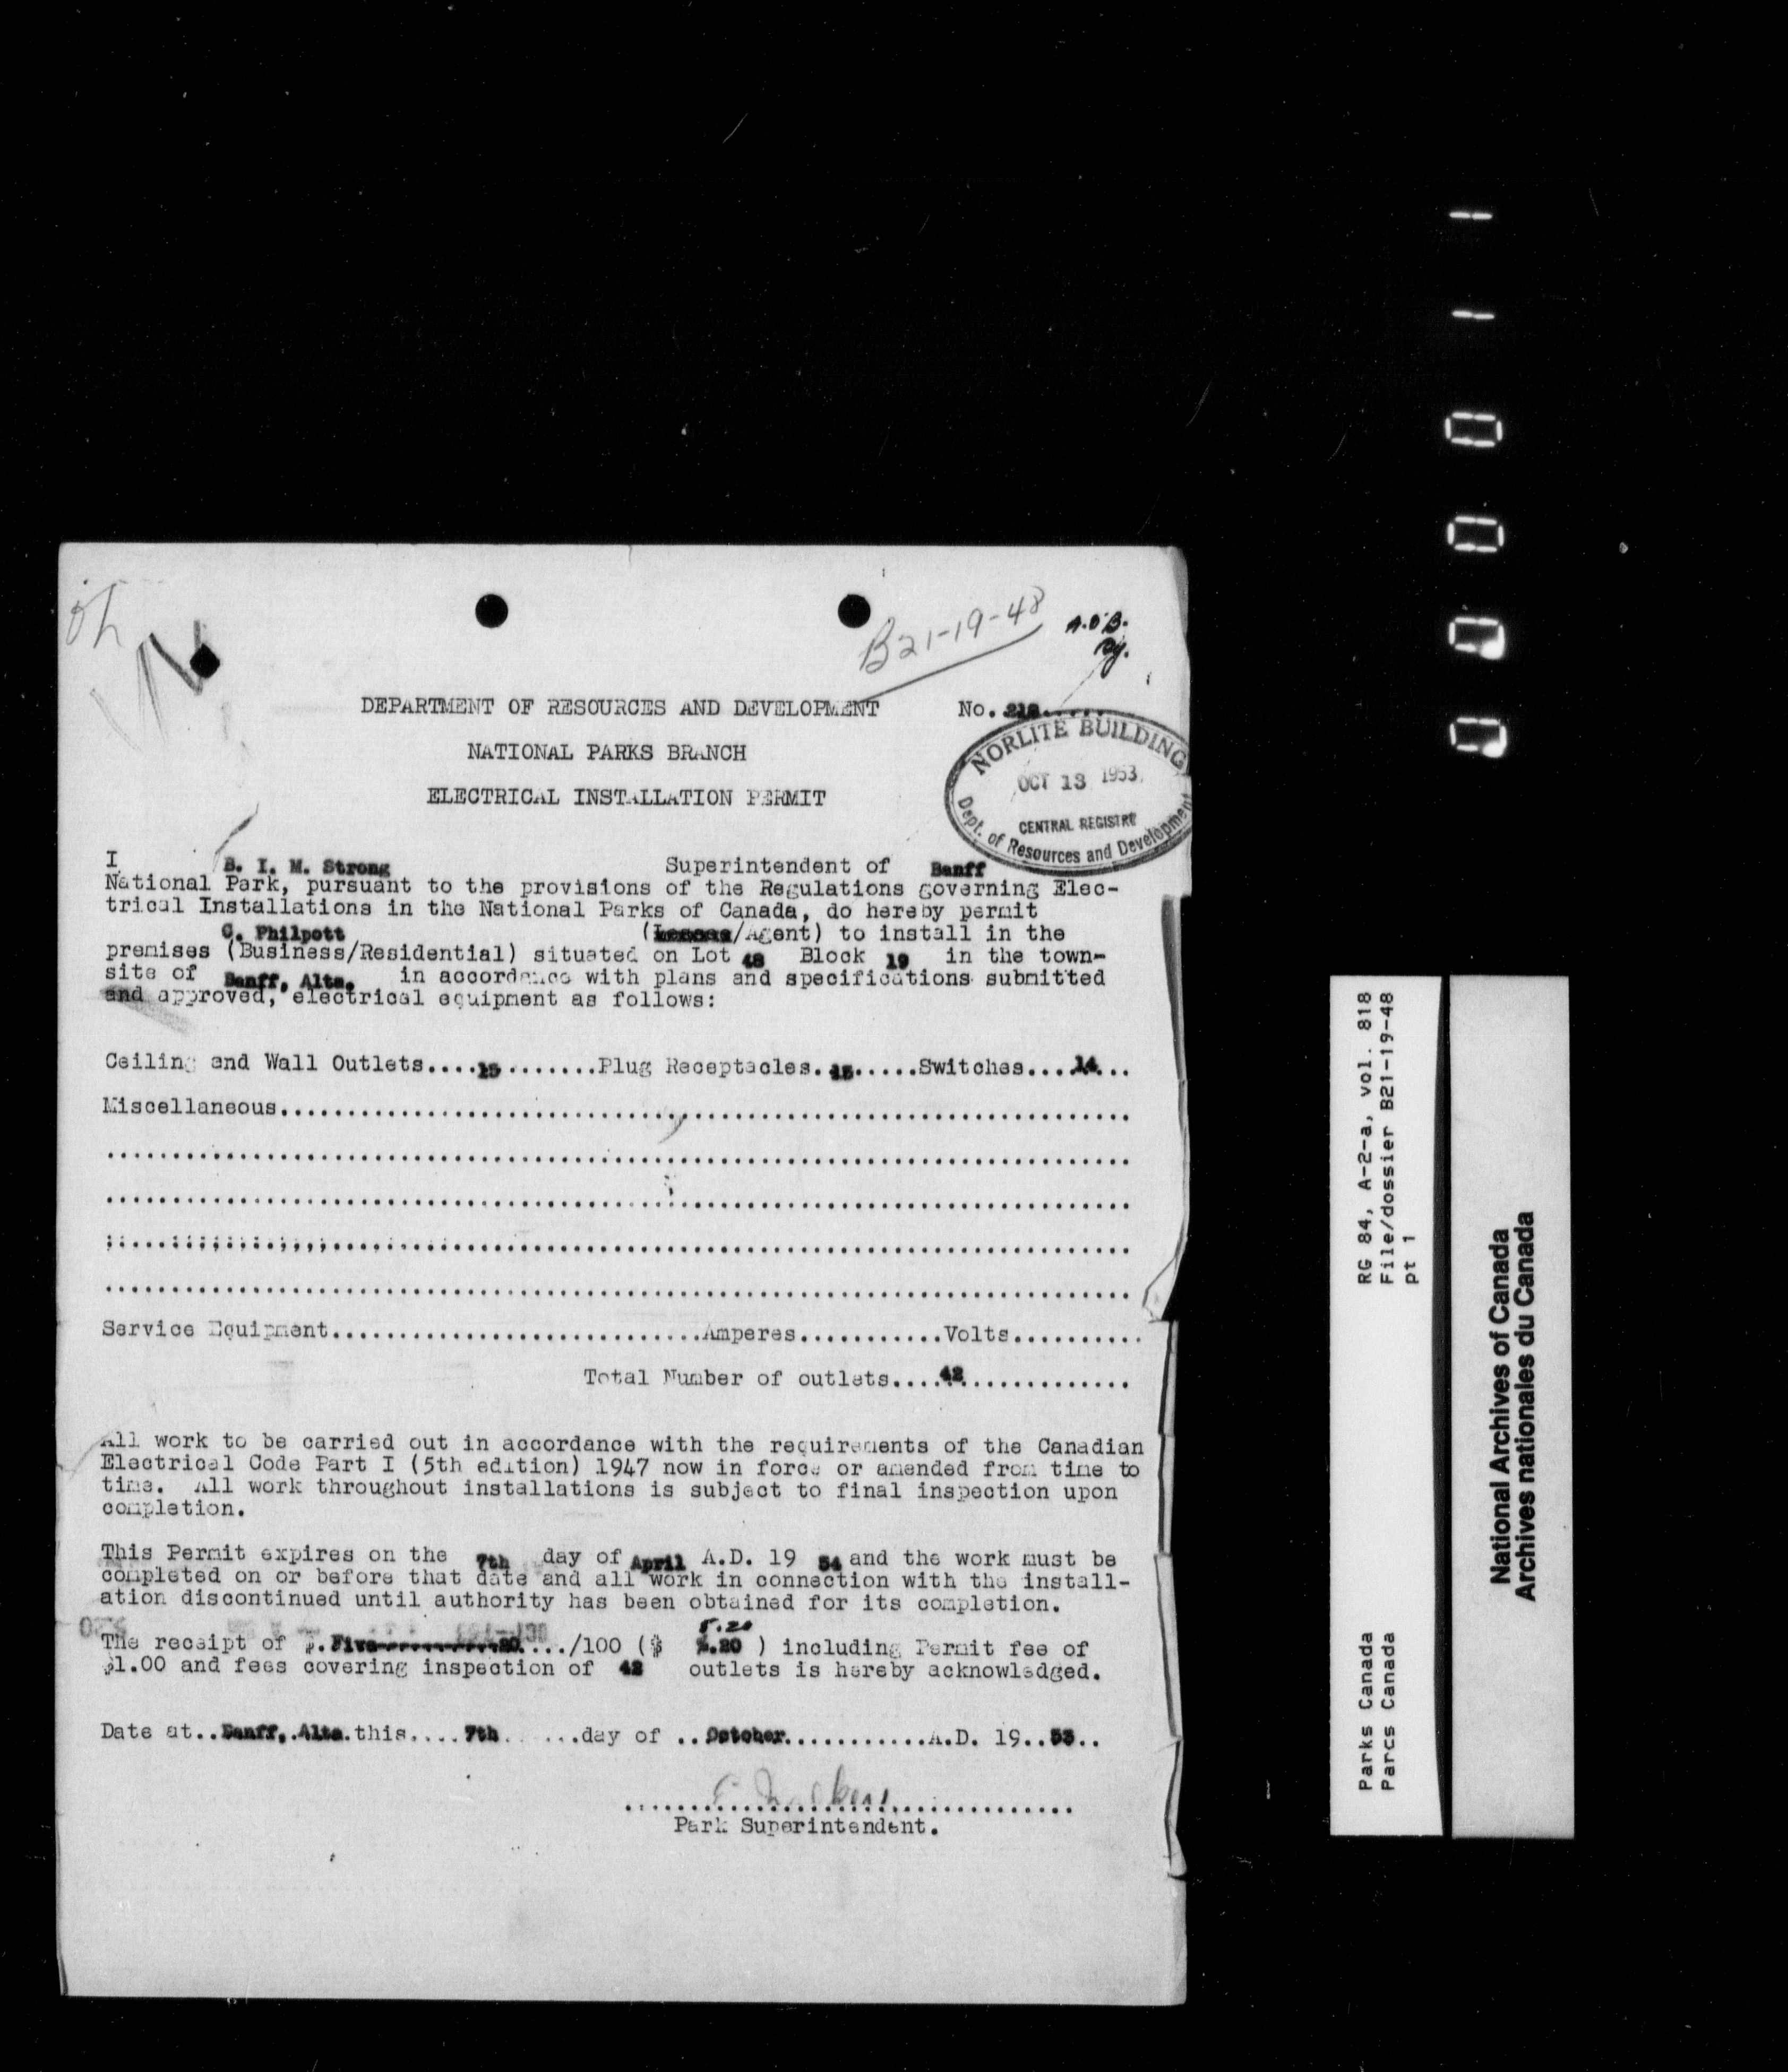 B21-19-48
A.O'B.
DEPARTMENT OF RESOURCES AND DEVELOPMENT No. 212.....
NATIONAL PARKS BRANCH
ELECTRICAL INSTALLATION PERMIT
NORLITE BUILDING
OCT 13 1953
CENTRAL REGISTRY
Dept. of Resources and Development
I B. I. M. Strong Superintendent of Banff
National Park, pursuant to the provisions of the Regulations governing Elec-
trical Installations in the National Parks of Canada, do hereby permit
C. Philpott (Lessee/Agent) to install in the
premises (Business/Residential) situated on Lot 48 Block 19 in the town-
site of Banff, Alta. in accordance with plans and specifications submitted
and approved, electrical equipment as follows:
Ceiling and Wall Outlets....15........Plug Receptacles.13.....Switches....14...
Miscellaneous................................................................
Service Equipment............................Amperes...........Volts..........
Total Number of outlets....42...............
All work to be carried out in accordance with the requirements of the Canadian
Electrical Code Part I (5th edition) 1947 now in force or amended from time to
time. All work throughout installations is subject to final inspection upon
completion.
This Permit expires on the 7th day of April A.D. 19 54 and the work must be
completed on or before that date and all work in connection with the install-
ation discontinued until authority has been obtained for its completion.
5.20
The receipt of $.Five----------20..../100 ($ .20 ) including Permit fee of
$1.00 and fees covering inspection of 42 outlets is hereby acknowledged.
Date at..Banff,.Alta.this....7th......day of ..October...........A.D. 19..53..
Park Superintendent.
RG 84, A-2-a, vol. 818
File/dossier B21-19-48
pt 1
Parks Canada
Parcs Canada
National Archives of Canada
Archives nationales du Canada